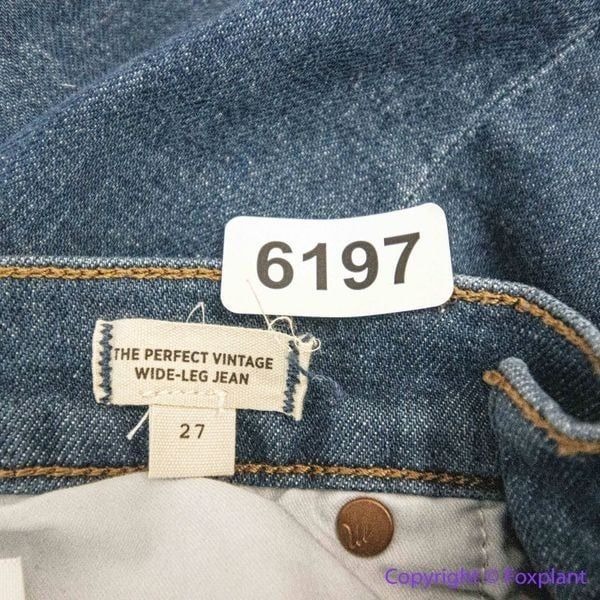 6197
THE PERFECT VINTAGE
WIDE-LEG JEAN
27
Copyright © Foxplant